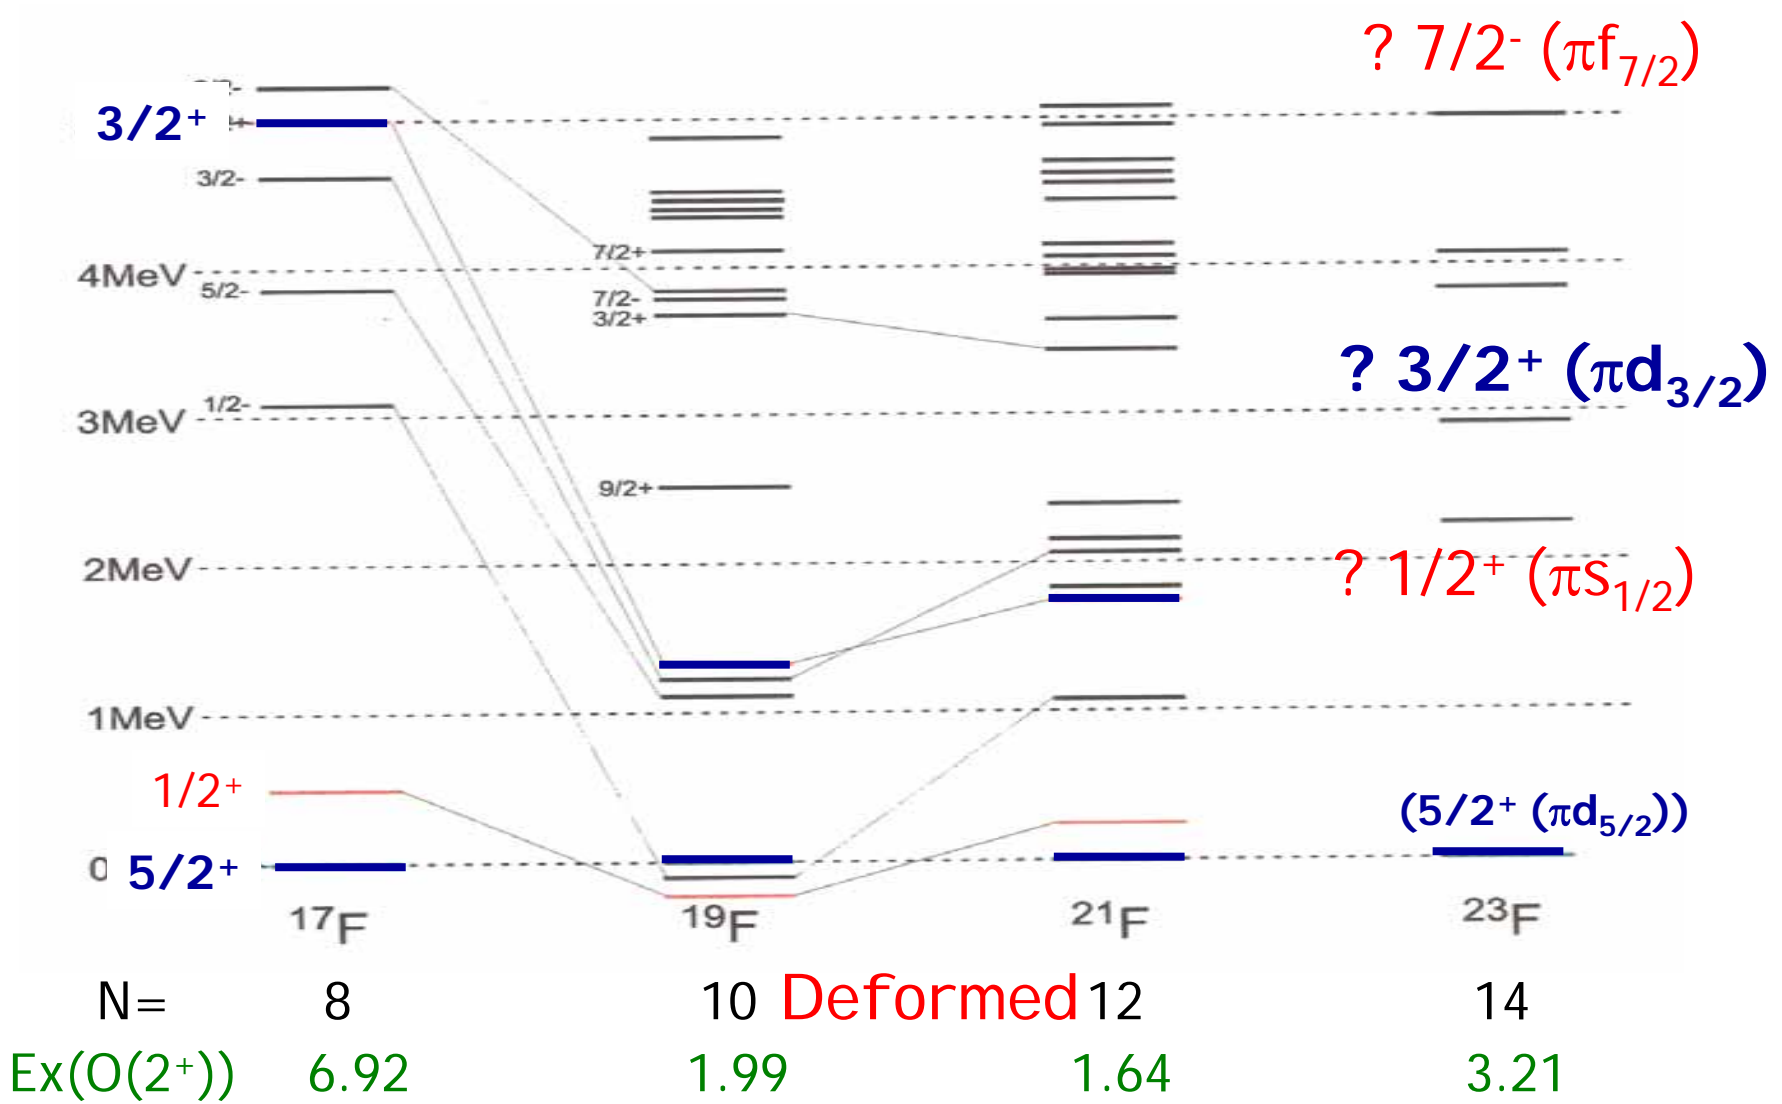 ? 7/2⁻ (πf₇/₂)
3/2⁺
3/2-
7/2+
4MeV
5/2-
7/2-
3/2+
? 3/2⁺ (πd₃/₂)
1/2-
3MeV
9/2+
2MeV
? 1/2⁺ (πs₁/₂)
1MeV
1/2⁺
(5/2⁺ (πd₅/₂))
0
5/2⁺
¹⁷F ¹⁹F ²¹F ²³F
N= 8 10 Deformed 12 14
Ex(O(2⁺)) 6.92 1.99 1.64 3.21